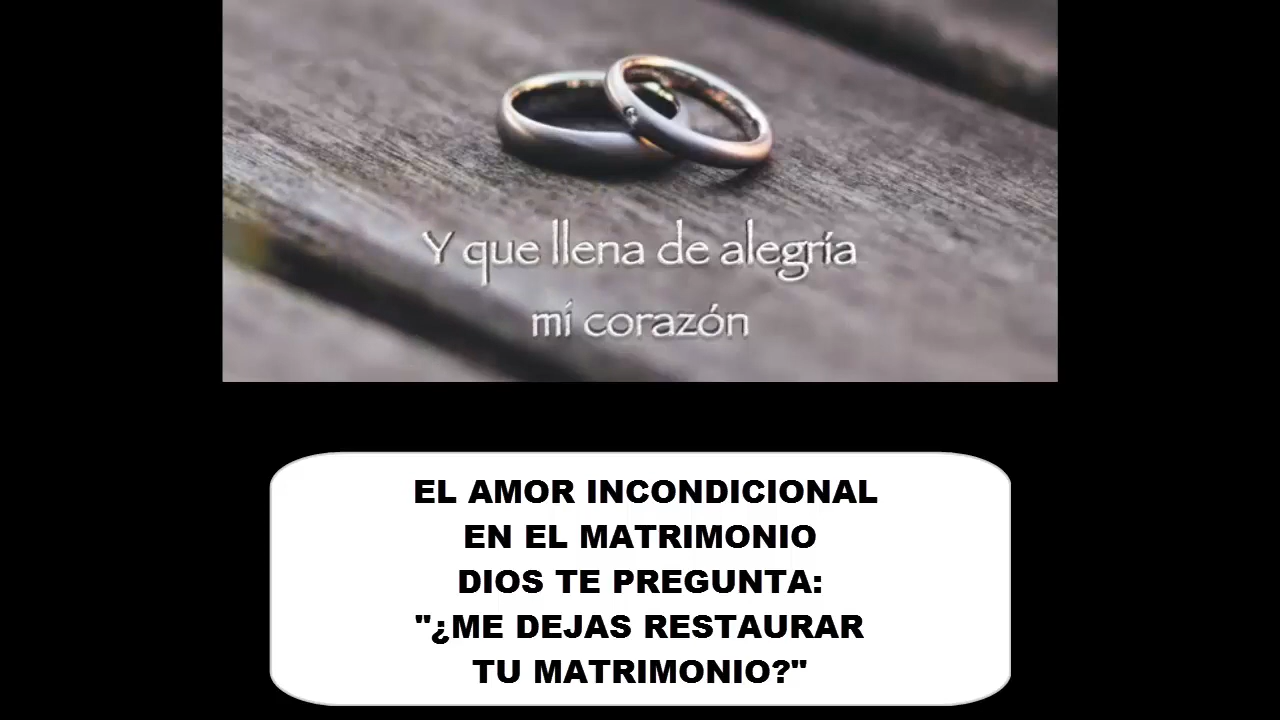 Y que llena de alegría
mi corazón
EL AMOR INCONDICIONAL
EN EL MATRIMONIO
DIOS TE PREGUNTA:
"¿ME DEJAS RESTAURAR
TU MATRIMONIO?"